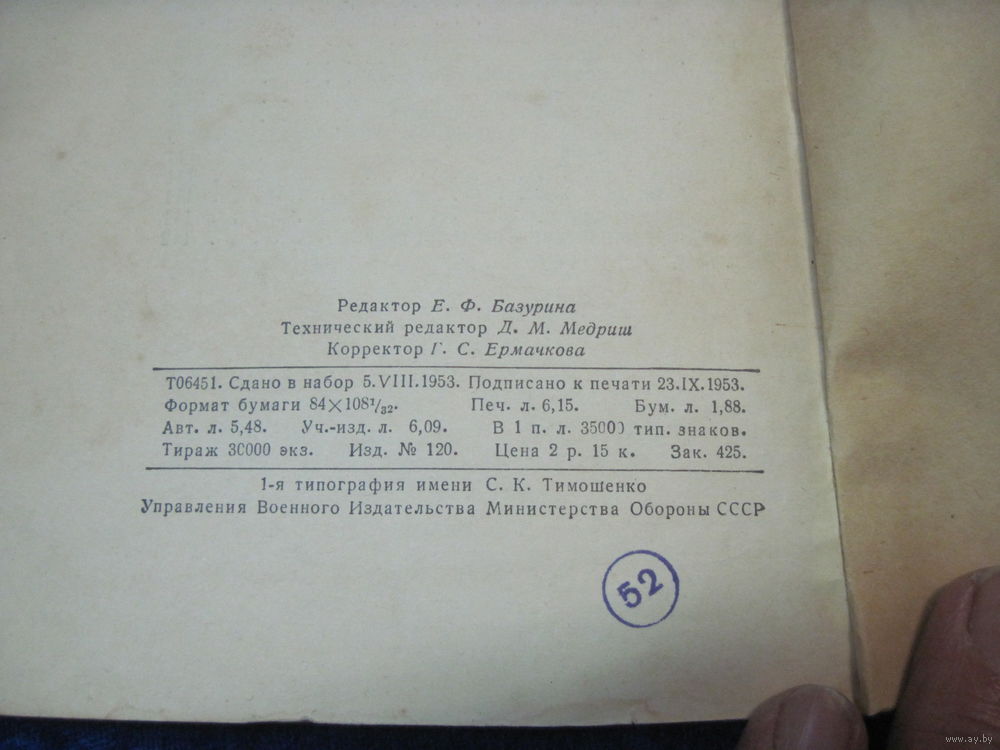 Редактор Е. Ф. Базурина
Технический редактор Д. М. Медриш
Корректор Г. С. Ермачкова
Т06451. Сдано в набор 5.VIII.1953. Подписано к печати 23.IX.1953.
Формат бумаги 84×108¹/₃₂. Печ. л. 6,15. Бум. л. 1,88.
Авт. л. 5,48. Уч.-изд. л. 6,09. В 1 п. л. 35000 тип. знаков.
Тираж 30000 экз. Изд. № 120. Цена 2 р. 15 к. Зак. 425.
1-я типография имени С. К. Тимошенко
Управления Военного Издательства Министерства Обороны СССР
52
www.ay.by